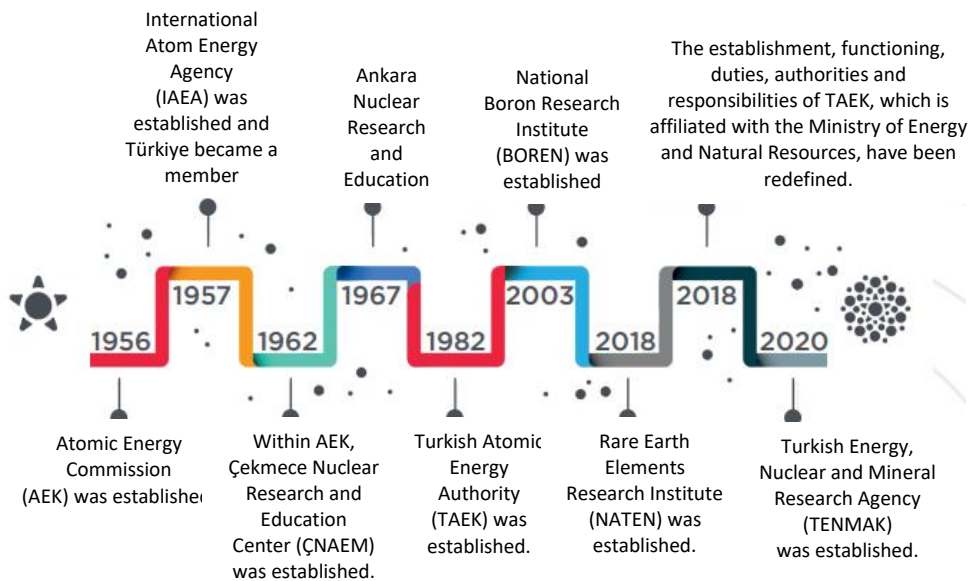 International
Atom Energy
Agency
(IAEA) was
established and
Türkiye became a
member
Ankara
Nuclear
Research
and
Education
National
Boron Research
Institute
(BOREN) was
established
The establishment, functioning,
duties, authorities and
responsibilities of TAEK, which is
affiliated with the Ministry of Energy
and Natural Resources, have been
redefined.
1956
1957
1962
1967
1982
2003
2018
2018
2020
Atomic Energy
Commission
(AEK) was establishe
Within AEK,
Çekmece Nuclear
Research and
Education
Center (ÇNAEM)
was established.
Turkish Atomic
Energy
Authority
(TAEK) was
established.
Rare Earth
Elements
Research Institute
(NATEN) was
established.
Turkish Energy,
Nuclear and Mineral
Research Agency
(TENMAK)
was established.